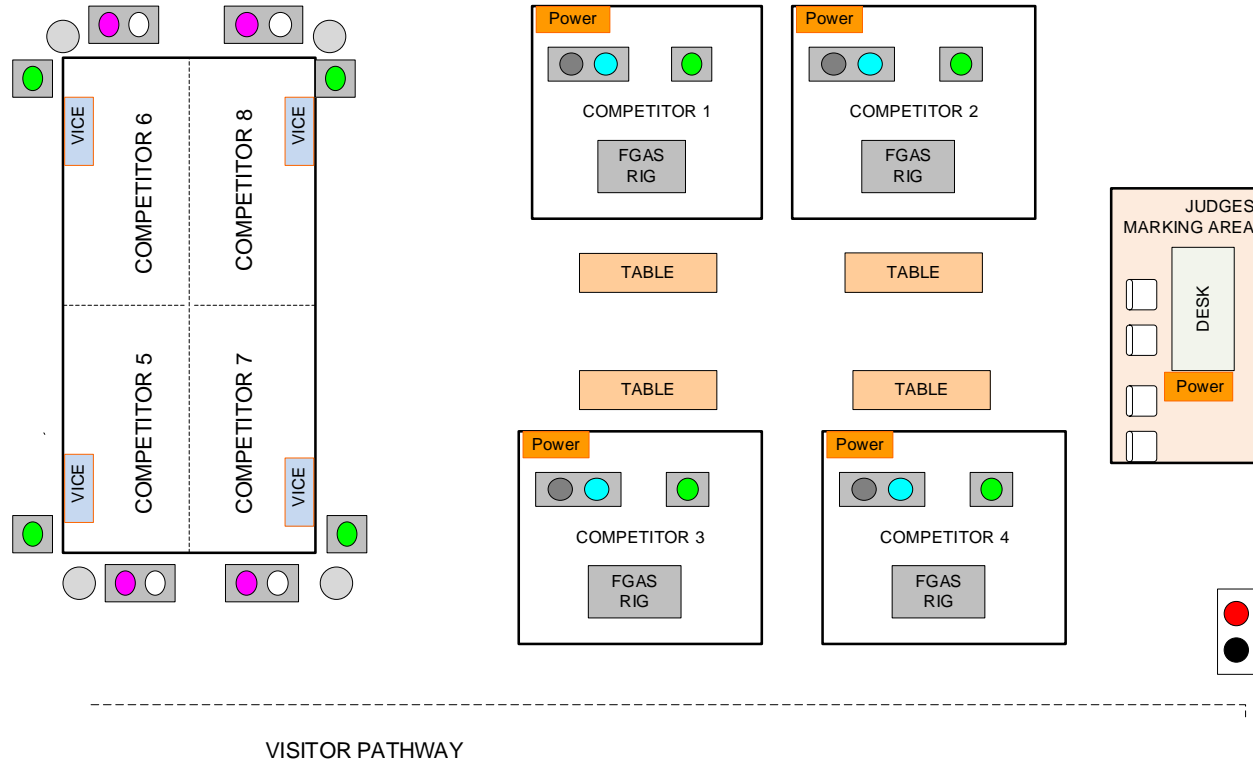 Power
Power
COMPETITOR 1
COMPETITOR 2
FGAS
RIG
FGAS
RIG
VICE
COMPETITOR 6
COMPETITOR 8
VICE
JUDGES
MARKING AREA
TABLE
TABLE
DESK
Power
TABLE
TABLE
VICE
COMPETITOR 5
COMPETITOR 7
VICE
Power
Power
COMPETITOR 3
COMPETITOR 4
FGAS
RIG
FGAS
RIG
VISITOR PATHWAY